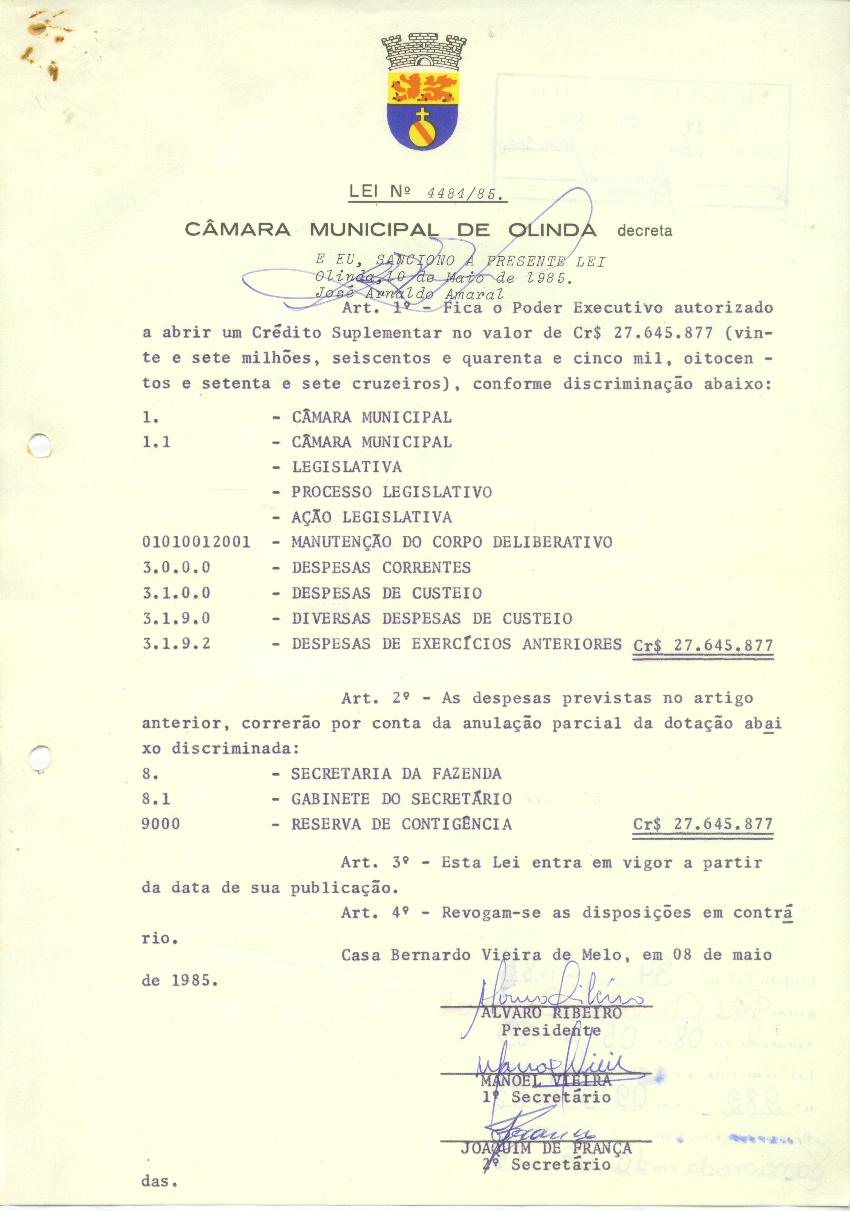 LEI Nº 4484/85.
CÂMARA MUNICIPAL DE OLINDA decreta
E EU, SANCIONO A PRESENTE LEI
Olinda,10 de Maio de 1985.
José Arnaldo Amaral
Art. 1º - Fica o Poder Executivo autorizado
a abrir um Crédito Suplementar no valor de Cr$ 27.645.877 (vin-
te e sete milhões, seiscentos e quarenta e cinco mil, oitocen -
tos e setenta e sete cruzeiros), conforme discriminação abaixo:
1. - CÂMARA MUNICIPAL
1.1 - CÂMARA MUNICIPAL
- LEGISLATIVA
- PROCESSO LEGISLATIVO
- AÇÃO LEGISLATIVA
01010012001 - MANUTENÇÃO DO CORPO DELIBERATIVO
3.0.0.0 - DESPESAS CORRENTES
3.1.0.0 - DESPESAS DE CUSTEIO
3.1.9.0 - DIVERSAS DESPESAS DE CUSTEIO
3.1.9.2 - DESPESAS DE EXERCÍCIOS ANTERIORES Cr$ 27.645.877
Art. 2º - As despesas previstas no artigo
anterior, correrão por conta da anulação parcial da dotação abai
xo discriminada:
8. - SECRETARIA DA FAZENDA
8.1 - GABINETE DO SECRETÁRIO
9000 - RESERVA DE CONTIGÊNCIA Cr$ 27.645.877
Art. 3º - Esta Lei entra em vigor a partir
da data de sua publicação.
Art. 4º - Revogam-se as disposições em contrá
rio.
Casa Bernardo Vieira de Melo, em 08 de maio
de 1985.
ALVARO RIBEIRO
Presidente
MANOEL VIEIRA
1º Secretário
JOAQUIM DE FRANÇA
2º Secretário
das.